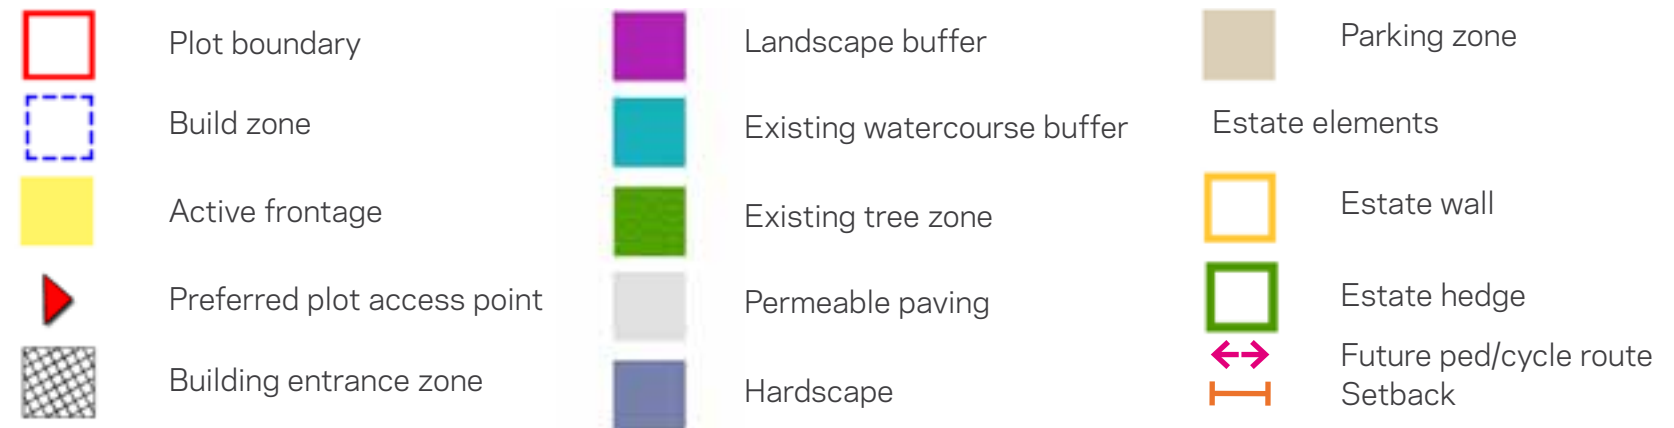 Plot boundary
Build zone
Active frontage
Preferred plot access point
Building entrance zone
Landscape buffer
Existing watercourse buffer
Existing tree zone
Permeable paving
Hardscape
Parking zone
Estate elements
Estate wall
Estate hedge
Future ped/cycle route
Setback